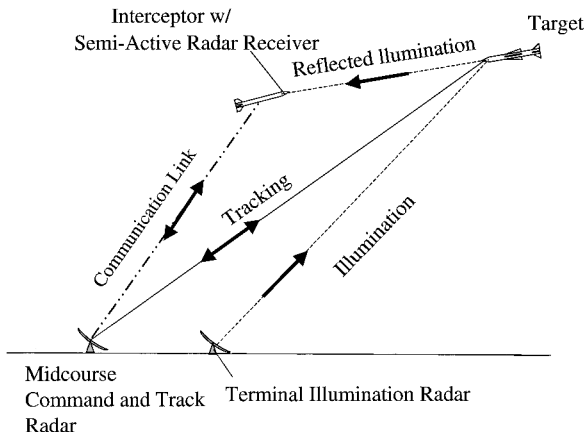 Interceptor w/
Semi-Active Radar Receiver
Target
Reflected Ilumination
Communication Link
Tracking
Illumination
Midcourse
Command and Track
Radar
Terminal Illumination Radar